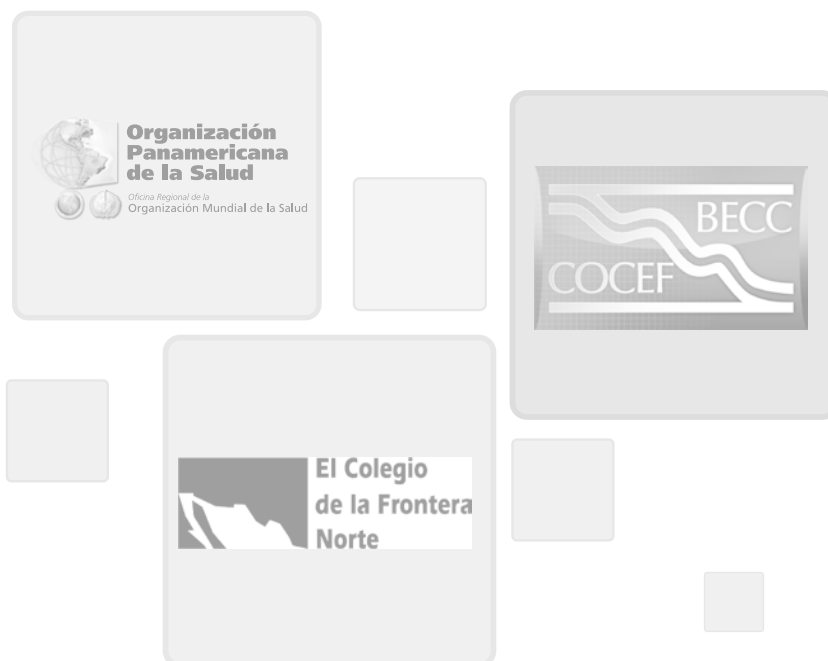 Organización
Panamericana
de la Salud
Oficina Regional de la
Organización Mundial de la Salud
BECC
COCEF
El Colegio
de la Frontera
Norte